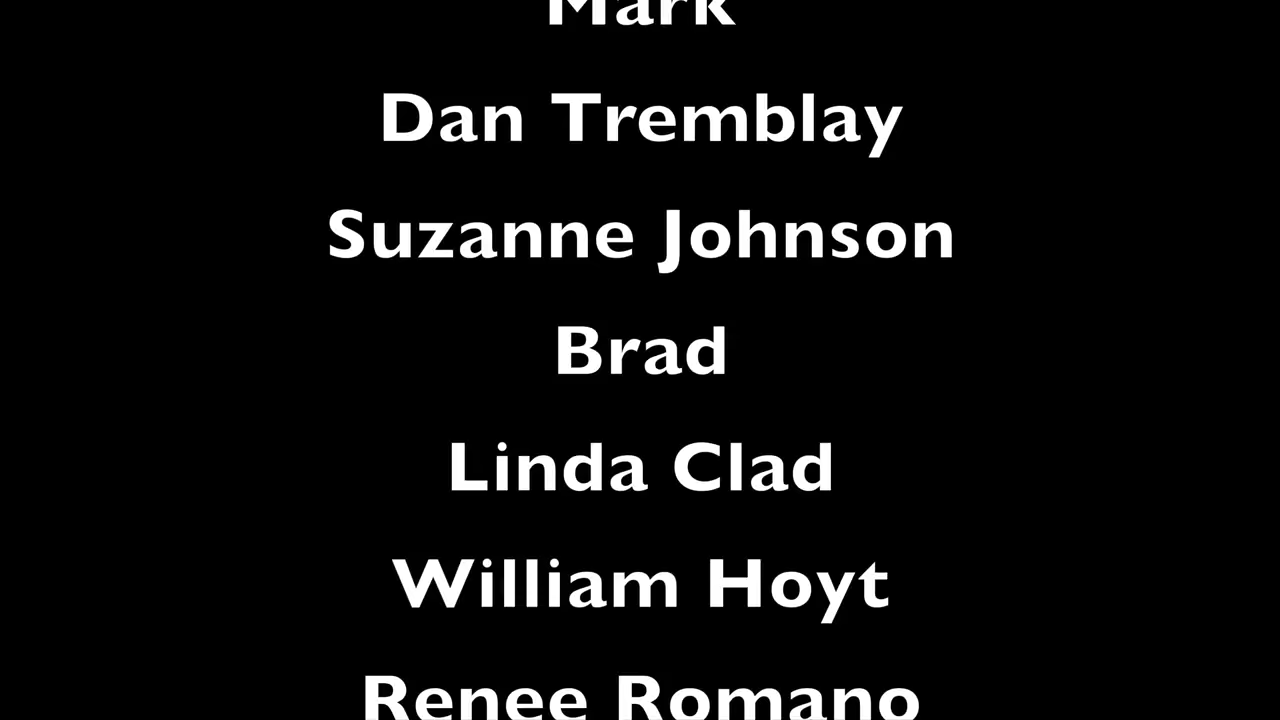 Mark
Dan Tremblay
Suzanne Johnson
Brad
Linda Clad
William Hoyt
Renee Romano